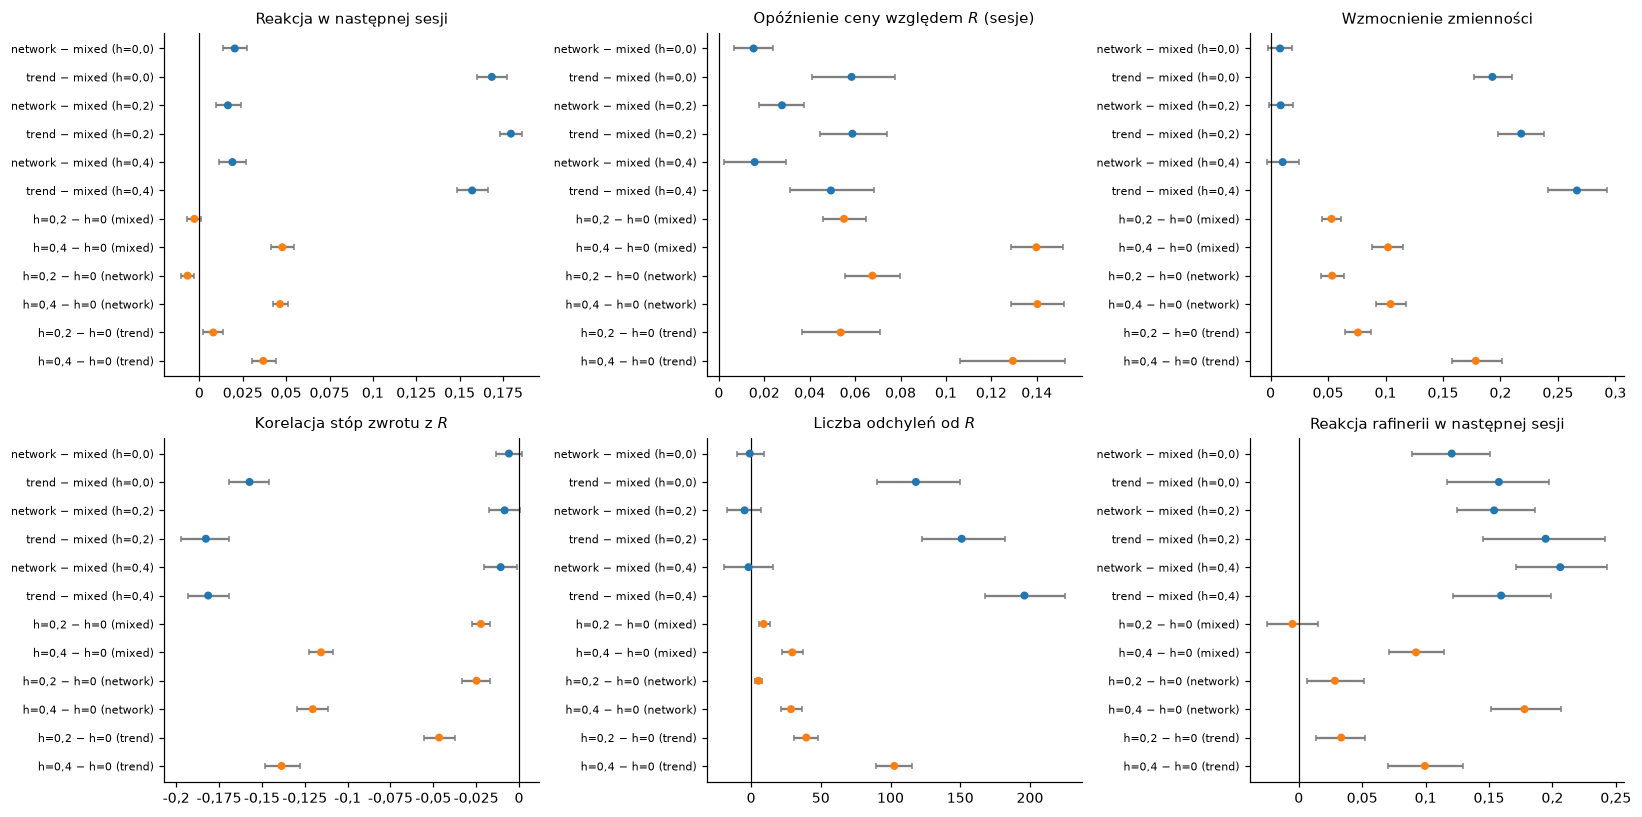 Reakcja w następnej sesji
network − mixed (h=0,0)
trend − mixed (h=0,0)
network − mixed (h=0,2)
trend − mixed (h=0,2)
network − mixed (h=0,4)
trend − mixed (h=0,4)
h=0,2 − h=0 (mixed)
h=0,4 − h=0 (mixed)
h=0,2 − h=0 (network)
h=0,4 − h=0 (network)
h=0,2 − h=0 (trend)
h=0,4 − h=0 (trend)
0 0,025 0,05 0,075 0,1 0,125 0,15 0,175
Opóźnienie ceny względem R (sesje)
network − mixed (h=0,0)
trend − mixed (h=0,0)
network − mixed (h=0,2)
trend − mixed (h=0,2)
network − mixed (h=0,4)
trend − mixed (h=0,4)
h=0,2 − h=0 (mixed)
h=0,4 − h=0 (mixed)
h=0,2 − h=0 (network)
h=0,4 − h=0 (network)
h=0,2 − h=0 (trend)
h=0,4 − h=0 (trend)
0 0,02 0,04 0,06 0,08 0,1 0,12 0,14
Wzmocnienie zmienności
network − mixed (h=0,0)
trend − mixed (h=0,0)
network − mixed (h=0,2)
trend − mixed (h=0,2)
network − mixed (h=0,4)
trend − mixed (h=0,4)
h=0,2 − h=0 (mixed)
h=0,4 − h=0 (mixed)
h=0,2 − h=0 (network)
h=0,4 − h=0 (network)
h=0,2 − h=0 (trend)
h=0,4 − h=0 (trend)
0 0,05 0,1 0,15 0,2 0,25 0,3
Korelacja stóp zwrotu z R
network − mixed (h=0,0)
trend − mixed (h=0,0)
network − mixed (h=0,2)
trend − mixed (h=0,2)
network − mixed (h=0,4)
trend − mixed (h=0,4)
h=0,2 − h=0 (mixed)
h=0,4 − h=0 (mixed)
h=0,2 − h=0 (network)
h=0,4 − h=0 (network)
h=0,2 − h=0 (trend)
h=0,4 − h=0 (trend)
-0,2 -0,175 -0,15 -0,125 -0,1 -0,075 -0,05 -0,025 0
Liczba odchyleń od R
network − mixed (h=0,0)
trend − mixed (h=0,0)
network − mixed (h=0,2)
trend − mixed (h=0,2)
network − mixed (h=0,4)
trend − mixed (h=0,4)
h=0,2 − h=0 (mixed)
h=0,4 − h=0 (mixed)
h=0,2 − h=0 (network)
h=0,4 − h=0 (network)
h=0,2 − h=0 (trend)
h=0,4 − h=0 (trend)
0 50 100 150 200
Reakcja rafinerii w następnej sesji
network − mixed (h=0,0)
trend − mixed (h=0,0)
network − mixed (h=0,2)
trend − mixed (h=0,2)
network − mixed (h=0,4)
trend − mixed (h=0,4)
h=0,2 − h=0 (mixed)
h=0,4 − h=0 (mixed)
h=0,2 − h=0 (network)
h=0,4 − h=0 (network)
h=0,2 − h=0 (trend)
h=0,4 − h=0 (trend)
0 0,05 0,1 0,15 0,2 0,25